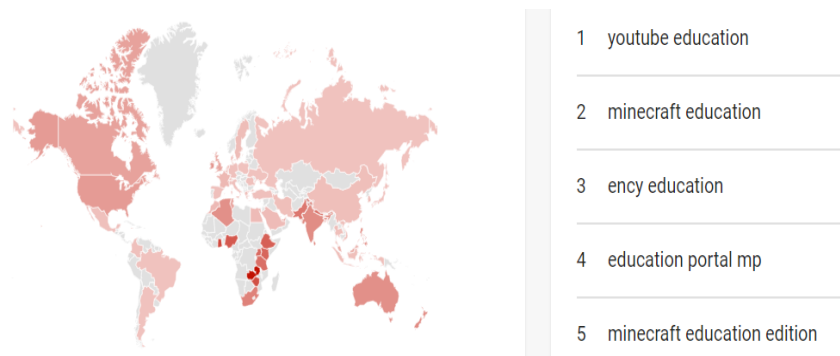 1 youtube education
2 minecraft education
3 ency education
4 education portal mp
5 minecraft education edition